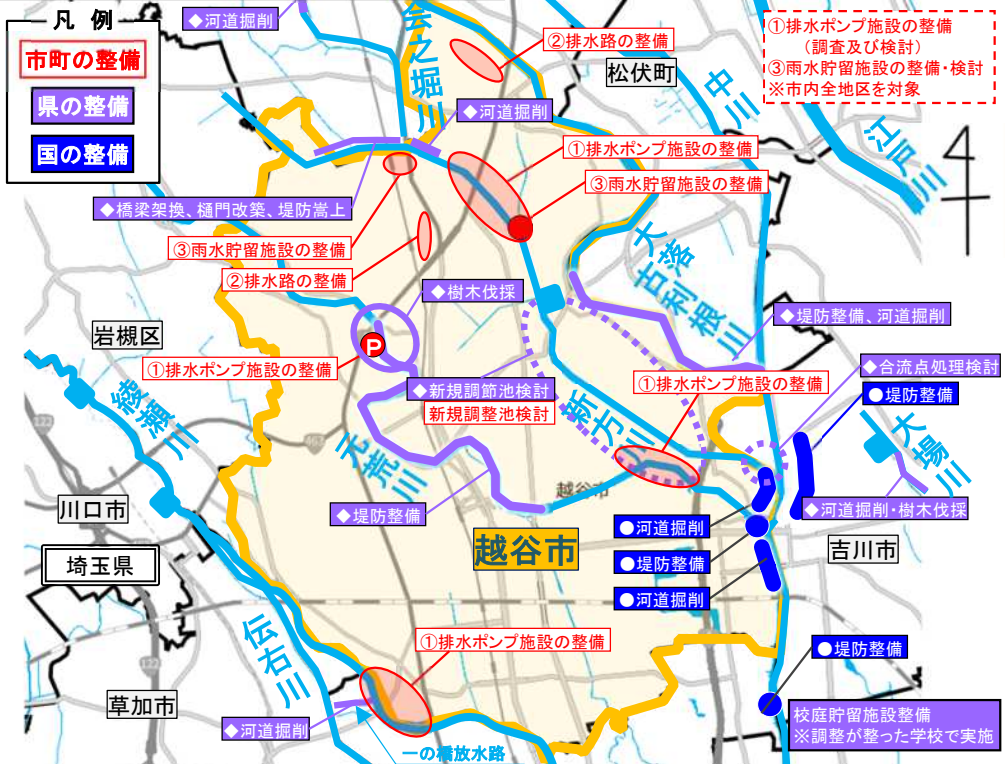 凡 例
市町の整備
県の整備
国の整備
◆河道掘削
会之堀川
②排水路の整備
松伏町
中川
江戸川
①排水ポンプ施設の整備
(調査及び検討)
③雨水貯留施設の整備・検討
※市内全地区を対象
◆河道掘削
①排水ポンプ施設の整備
③雨水貯留施設の整備
◆橋梁架換、樋門改築、堤防嵩上
③雨水貯留施設の整備
②排水路の整備
大落
古利根川
◆樹木伐採
◆堤防整備、河道掘削
岩槻区
P
①排水ポンプ施設の整備
◆新規調節池検討
新規調整池検討
①排水ポンプ施設の整備
◆合流点処理検討
●堤防整備
綾瀬川
新方川
大場川
元荒川
122
463
越谷市
川口市
◆堤防整備
◆河道掘削・樹木伐採
越谷市
●河道掘削
●堤防整備
●河道掘削
吉川市
埼玉県
伝右川
①排水ポンプ施設の整備
●堤防整備
122
草加市
◆河道掘削
一の橋放水路
校庭貯留施設整備
※調整が整った学校で実施